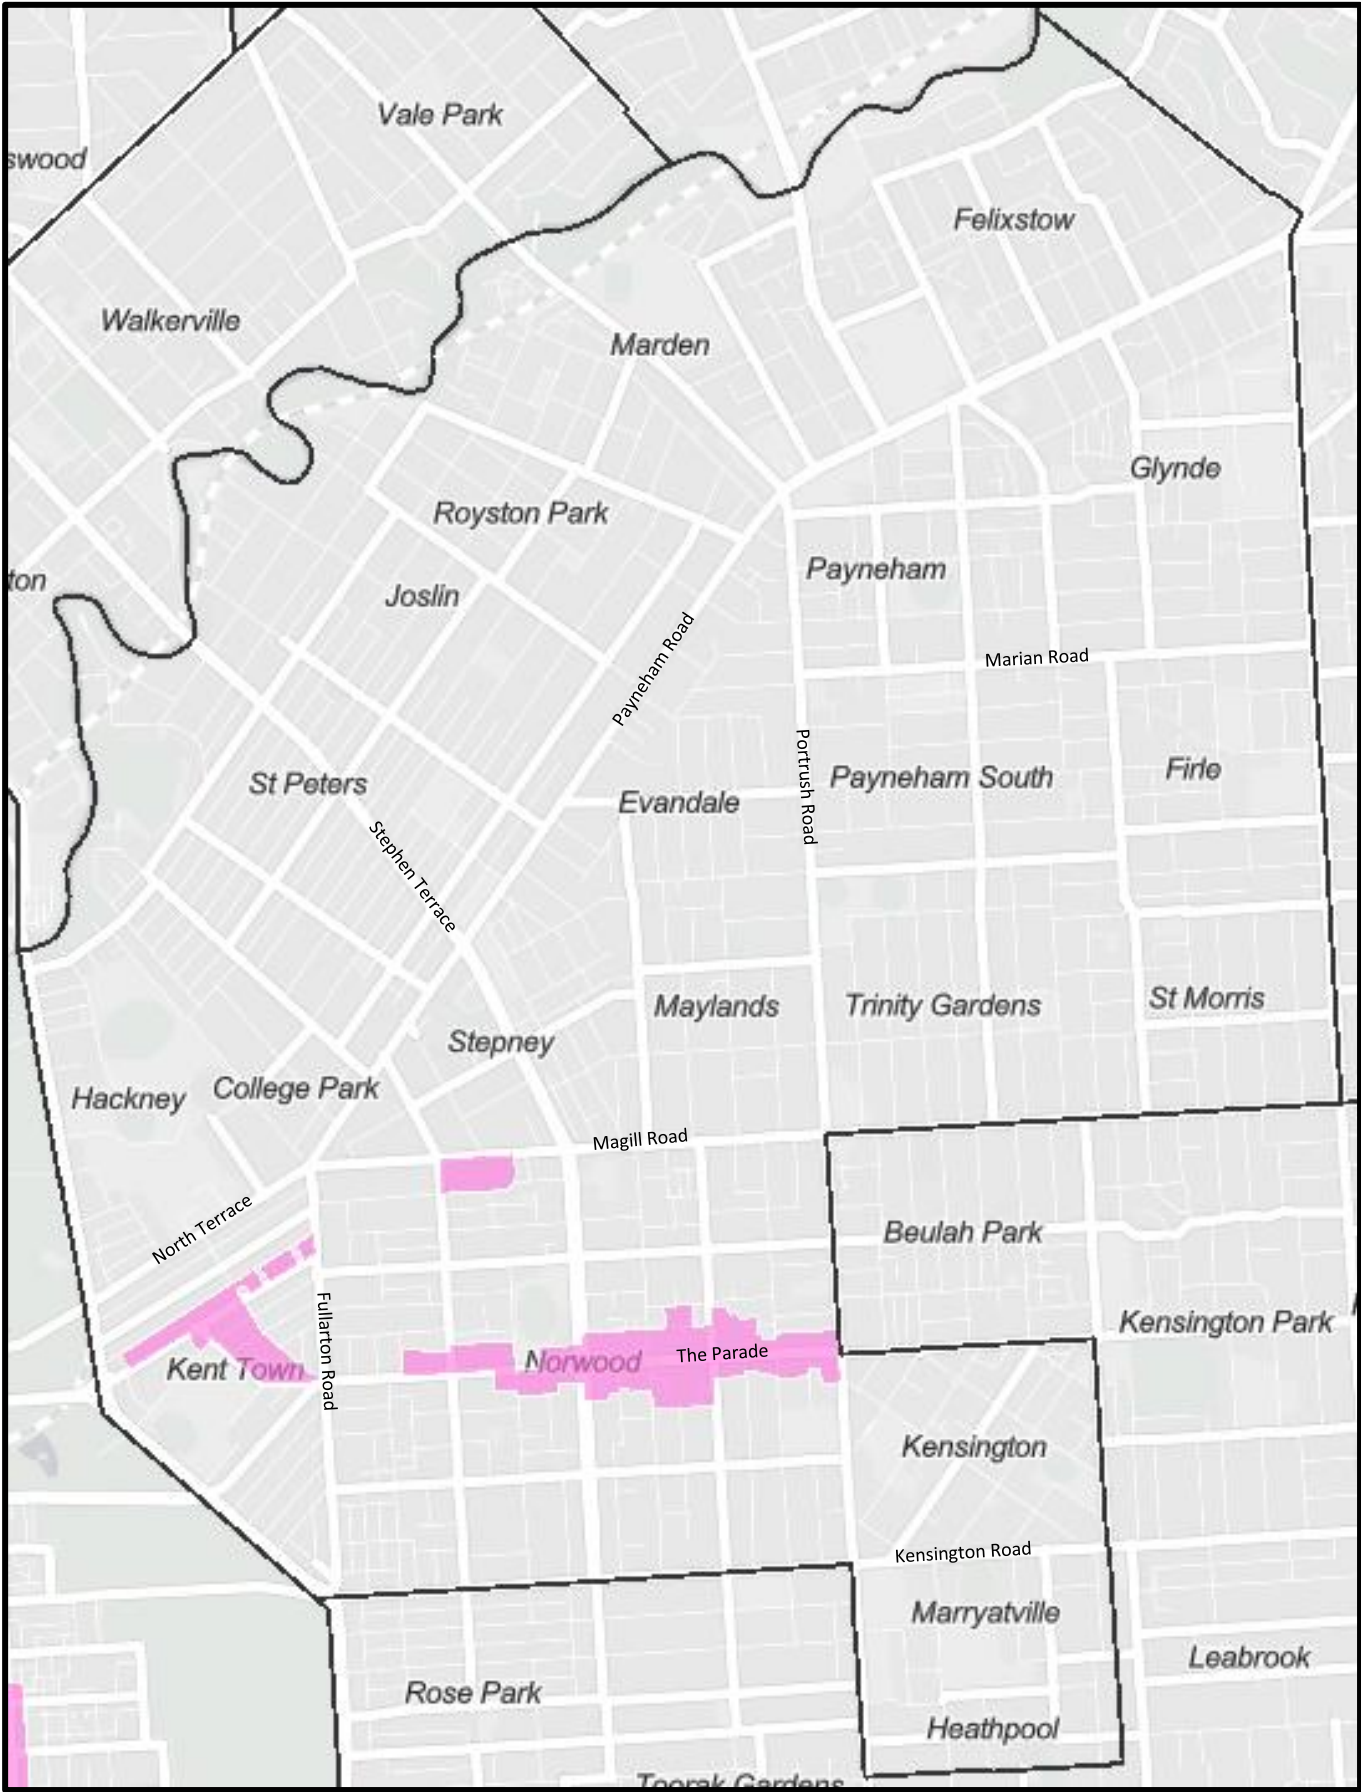 Vale Park
swood
Felixstow
Walkerville
Marden
Glynde
Royston Park
Payneham
ton
Joslin
Payneham Road
Marian Road
Portrush Road
Firle
Payneham South
St Peters
Evandale
Stephen Terrace
St Morris
Maylands
Trinity Gardens
Stepney
College Park
Hackney
Magill Road
North Terrace
Beulah Park
Fullarton Road
Kensington Park
The Parade
Norwood
Kent Town
Kensington
Kensington Road
Marryatville
Leabrook
Rose Park
Heathpool
Toorak Gardens